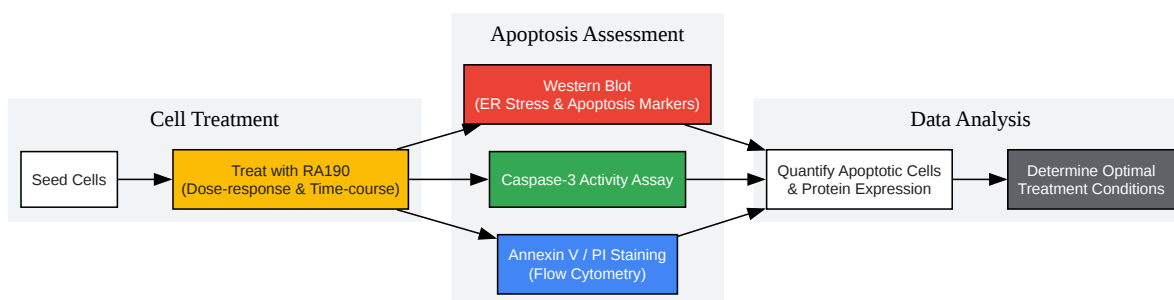 Cell Treatment
Seed Cells
Treat with RA190
(Dose-response & Time-course)
Apoptosis Assessment
Western Blot
(ER Stress & Apoptosis Markers)
Caspase-3 Activity Assay
Annexin V / PI Staining
(Flow Cytometry)
Data Analysis
Quantify Apoptotic Cells
& Protein Expression
Determine Optimal
Treatment Conditions